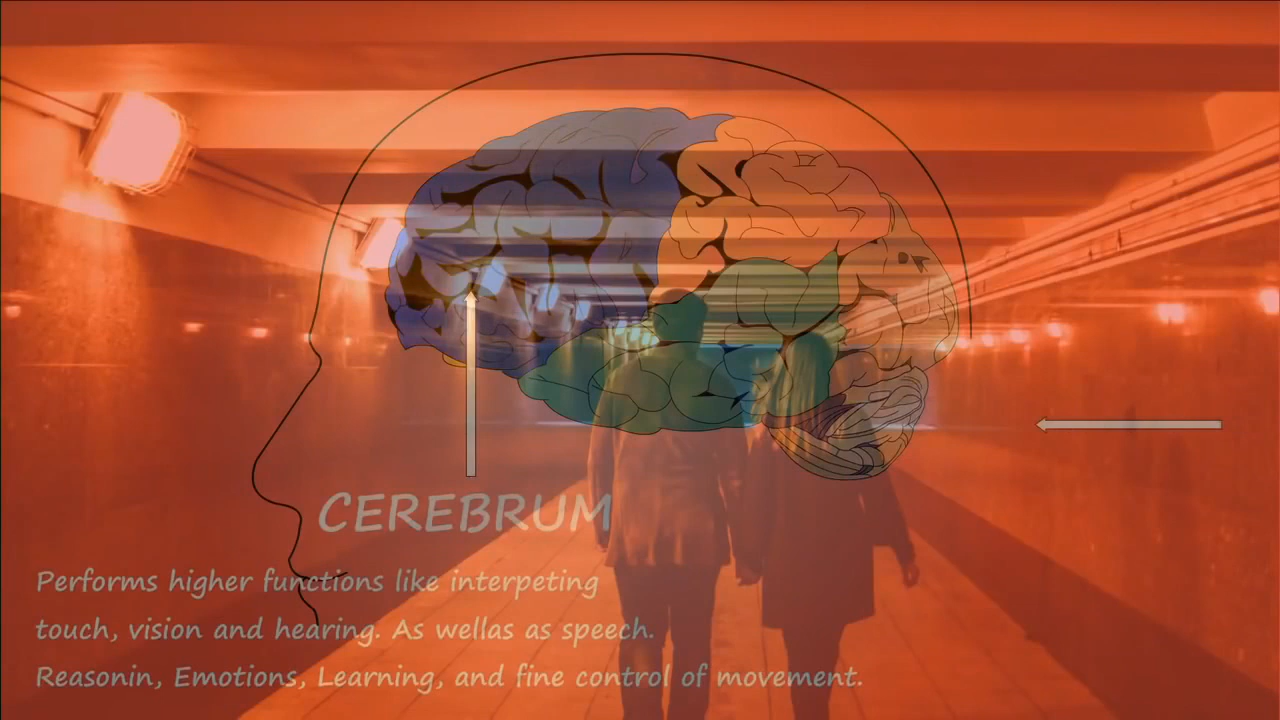 CEREBRUM
Performs higher functions like interpeting
touch, vision and hearing. As wellas as speech.
Reasonin, Emotions, Learning, and fine control of movement.